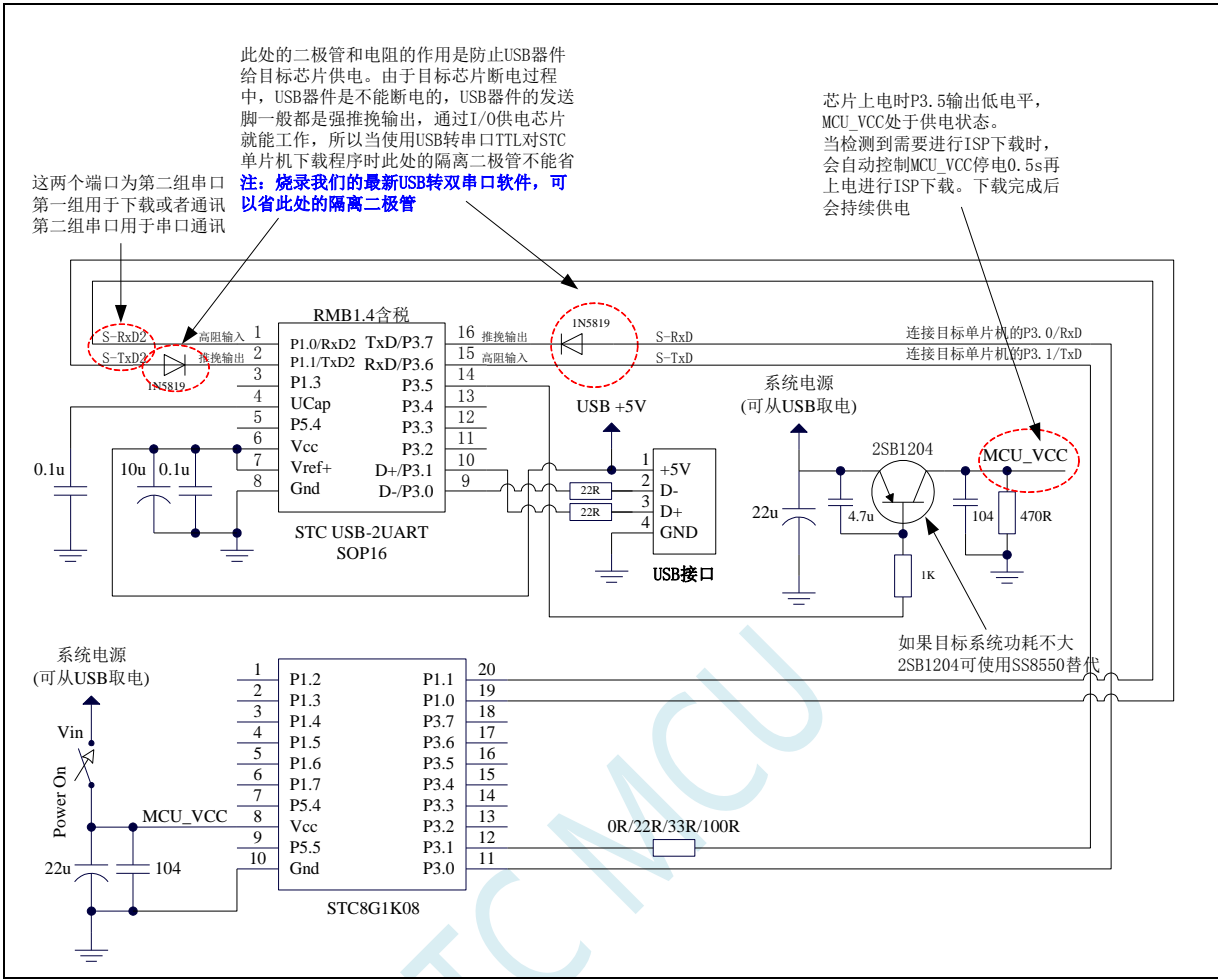 此处的二极管和电阻的作用是防止USB器件
给目标芯片供电。由于目标芯片断电过程
中，USB器件是不能断电的，USB器件的发送
脚一般都是强推挽输出，通过I/O供电芯片
就能工作，所以当使用USB转串口TTL对STC
单片机下载程序时此处的隔离二极管不能省
注：烧录我们的最新USB转双串口软件，可
以省此处的隔离二极管
这两个端口为第二组串口
第一组用于下载或者通讯
第二组串口用于串口通讯
芯片上电时P3.5输出低电平，
MCU_VCC处于供电状态。
当检测到需要进行ISP下载时，
会自动控制MCU_VCC停电0.5s再
上电进行ISP下载。下载完成后
会持续供电
RMB1.4含税
S-RxD2 高阻输入 1 P1.0/RxD2 TxD/P3.7 16 推挽输出 1N5819 S-RxD 连接目标单片机的P3.0/RxD
S-TxD2 推挽输出 2 P1.1/TxD2 RxD/P3.6 15 高阻输入 S-TxD 连接目标单片机的P3.1/TxD
1N5819
3 P1.3 P3.5 14
4 UCap P3.4 13
5 P5.4 P3.3 12
6 Vcc P3.2 11
7 Vref+ D+/P3.1 10
8 Gnd D-/P3.0 9
0.1u
10u
0.1u
STC USB-2UART
SOP16
USB +5V
1 +5V
2 D-
3 D+
4 GND
22R
22R
USB接口
系统电源
(可从USB取电)
2SB1204
MCU_VCC
22u
4.7u
104
470R
1K
如果目标系统功耗不大
2SB1204可使用SS8550替代
系统电源
(可从USB取电)
Vin
Power On
MCU_VCC
22u
104
1 P1.2 P1.1 20
2 P1.3 P1.0 19
3 P1.4 P3.7 18
4 P1.5 P3.6 17
5 P1.6 P3.5 16
6 P1.7 P3.4 15
7 P5.4 P3.3 14
8 Vcc P3.2 13
9 P5.5 P3.1 12
10 Gnd P3.0 11
0R/22R/33R/100R
STC8G1K08
STC MCU